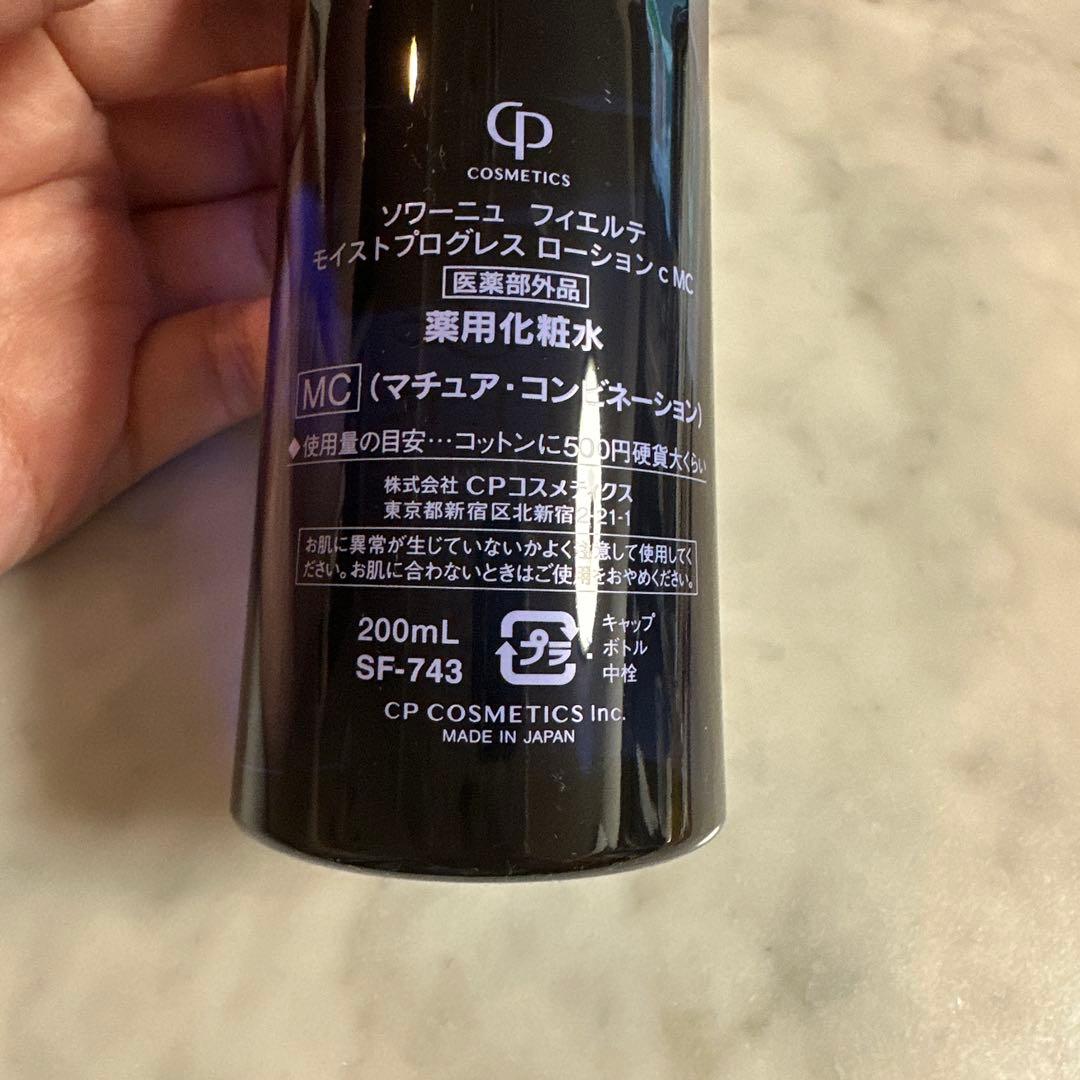 CP
COSMETICS
ソワーニュ フィエルテ
モイストプログレス ローション c MC
医薬部外品
薬用化粧水
MC (マチュア・コンビネーション)
◆使用量の目安…コットンに500円硬貨大くらい
株式会社 CPコスメティクス
東京都新宿区北新宿2-21-1
お肌に異常が生じていないかよく注意して使用してく
ださい。お肌に合わないときはご使用をおやめください。
200mL
SF-743
プラ
キャップ
ボトル
中栓
CP COSMETICS Inc.
MADE IN JAPAN